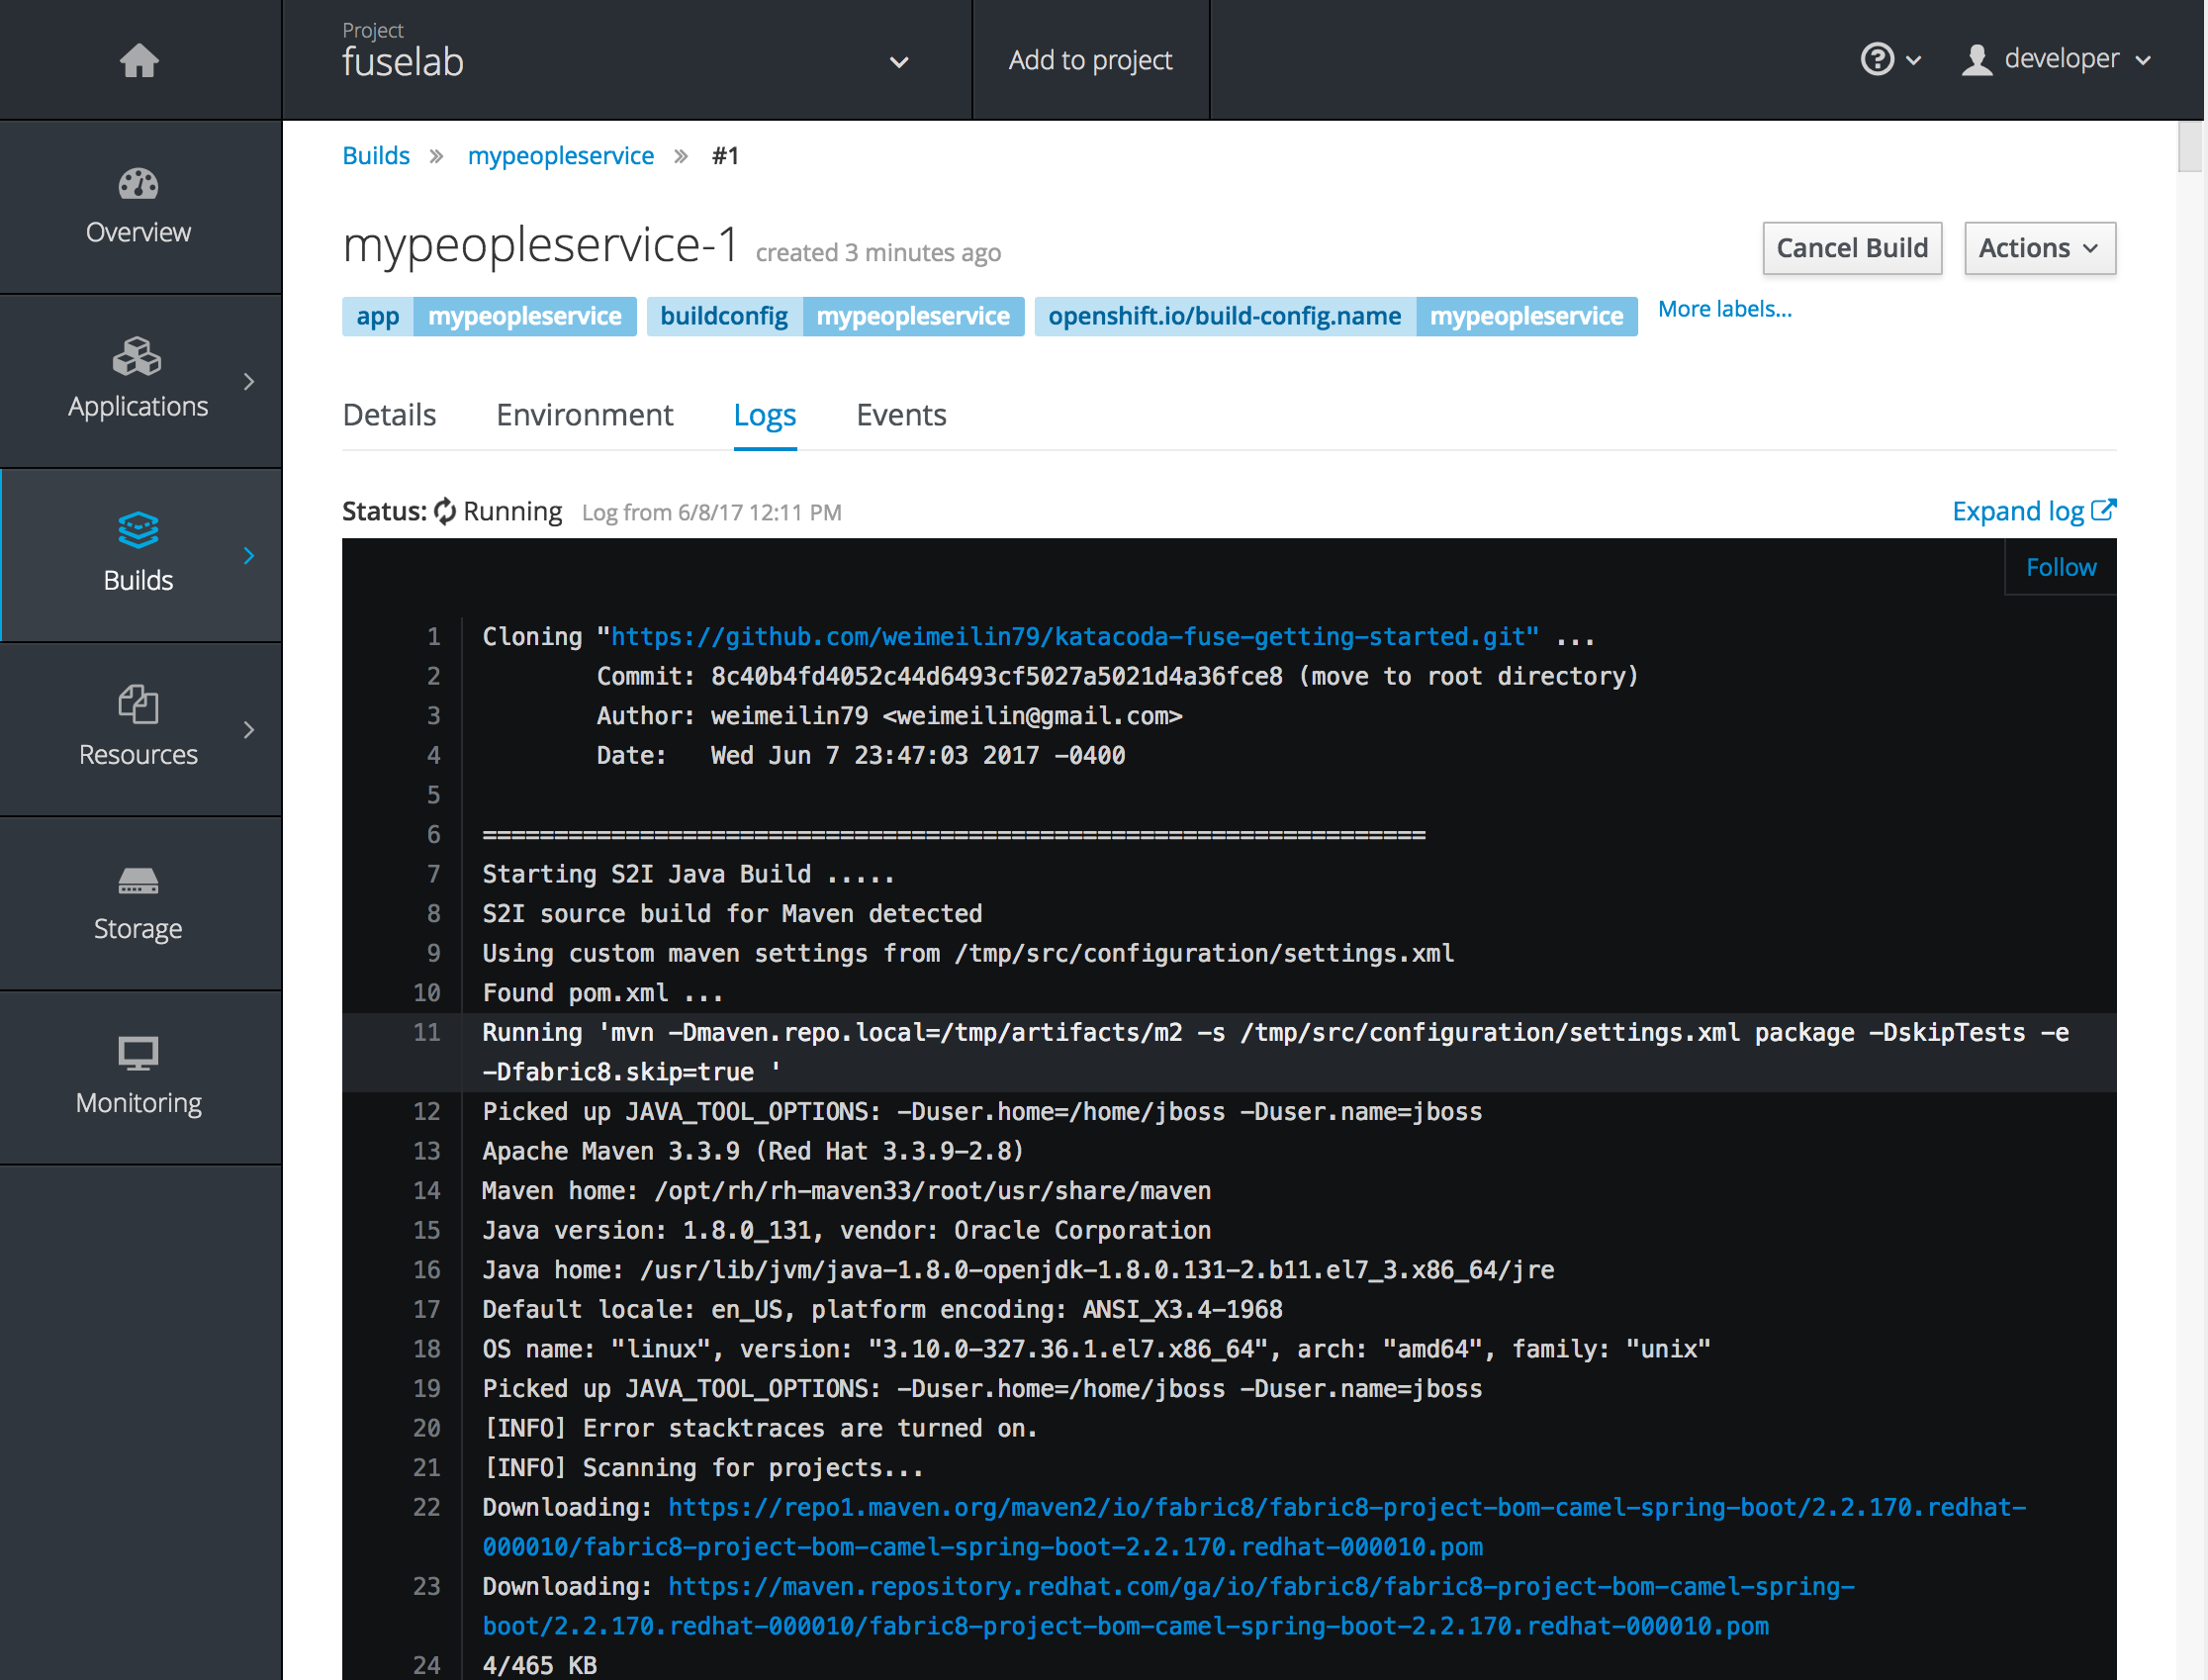 Project
fuselab
Add to project
developer
Overview
Applications
Builds
Resources
Storage
Monitoring
Builds » mypeopleservice » #1
mypeopleservice-1 created 3 minutes ago
Cancel Build
Actions
app mypeopleservice buildconfig mypeopleservice openshift.io/build-config.name mypeopleservice More labels...
Details Environment Logs Events
Status: Running Log from 6/8/17 12:11 PM
Expand log
Follow
1 Cloning "https://github.com/weimeilin79/katacoda-fuse-getting-started.git" ...
2 Commit: 8c40b4fd4052c44d6493cf5027a5021d4a36fce8 (move to root directory)
3 Author: weimeilin79 <weimeilin@gmail.com>
4 Date: Wed Jun 7 23:47:03 2017 -0400
5
6 ==================================================================
7 Starting S2I Java Build .....
8 S2I source build for Maven detected
9 Using custom maven settings from /tmp/src/configuration/settings.xml
10 Found pom.xml ...
11 Running 'mvn -Dmaven.repo.local=/tmp/artifacts/m2 -s /tmp/src/configuration/settings.xml package -DskipTests -e
-Dfabric8.skip=true '
12 Picked up JAVA_TOOL_OPTIONS: -Duser.home=/home/jboss -Duser.name=jboss
13 Apache Maven 3.3.9 (Red Hat 3.3.9-2.8)
14 Maven home: /opt/rh/rh-maven33/root/usr/share/maven
15 Java version: 1.8.0_131, vendor: Oracle Corporation
16 Java home: /usr/lib/jvm/java-1.8.0-openjdk-1.8.0.131-2.b11.el7_3.x86_64/jre
17 Default locale: en_US, platform encoding: ANSI_X3.4-1968
18 OS name: "linux", version: "3.10.0-327.36.1.el7.x86_64", arch: "amd64", family: "unix"
19 Picked up JAVA_TOOL_OPTIONS: -Duser.home=/home/jboss -Duser.name=jboss
20 [INFO] Error stacktraces are turned on.
21 [INFO] Scanning for projects...
22 Downloading: https://repo1.maven.org/maven2/io/fabric8/fabric8-project-bom-camel-spring-boot/2.2.170.redhat-
000010/fabric8-project-bom-camel-spring-boot-2.2.170.redhat-000010.pom
23 Downloading: https://maven.repository.redhat.com/ga/io/fabric8/fabric8-project-bom-camel-spring-
boot/2.2.170.redhat-000010/fabric8-project-bom-camel-spring-boot-2.2.170.redhat-000010.pom
24 4/465 KB